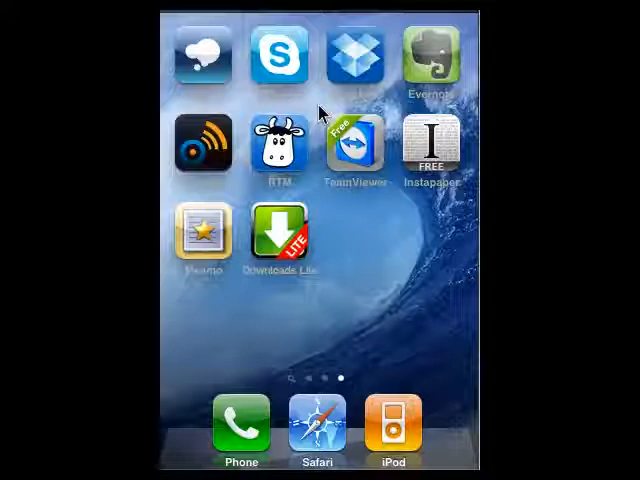 S
Evernote
Free
I
FREE
RTM
TeamViewer
Instapaper
LITE
Downloads Lite
Phone
Safari
iPod